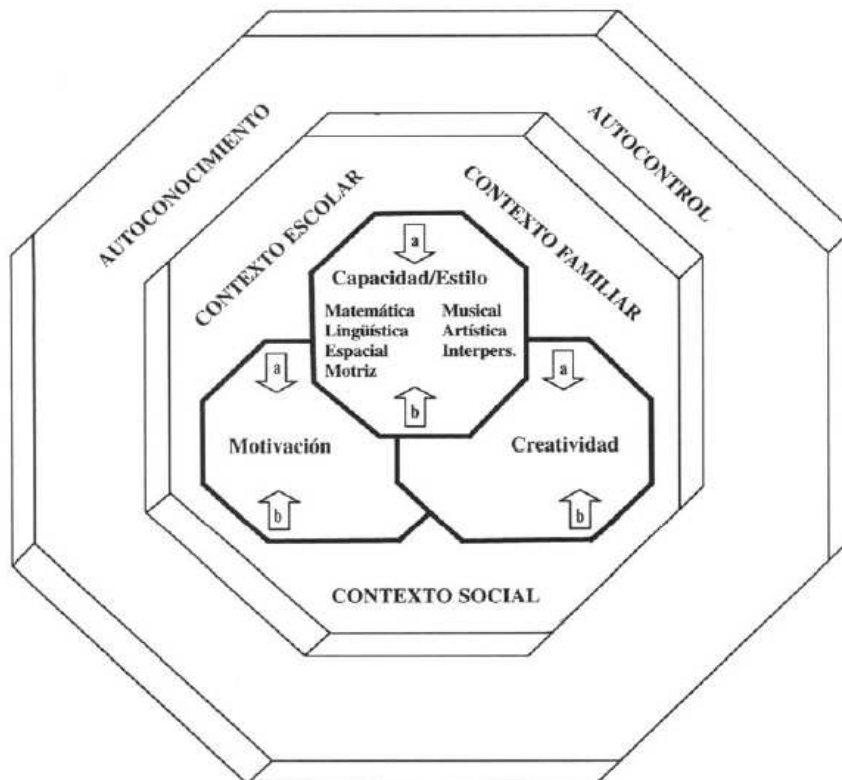 AUTOCONOCIMIENTO
AUTOCONTROL
CONTEXTO ESCOLAR
CONTEXTO FAMILIAR
a
Capacidad/Estilo
Matemática Musical
Lingüística Artística
Espacial Interpers.
Motriz
a
a
b
Motivación
Creatividad
b
b
CONTEXTO SOCIAL